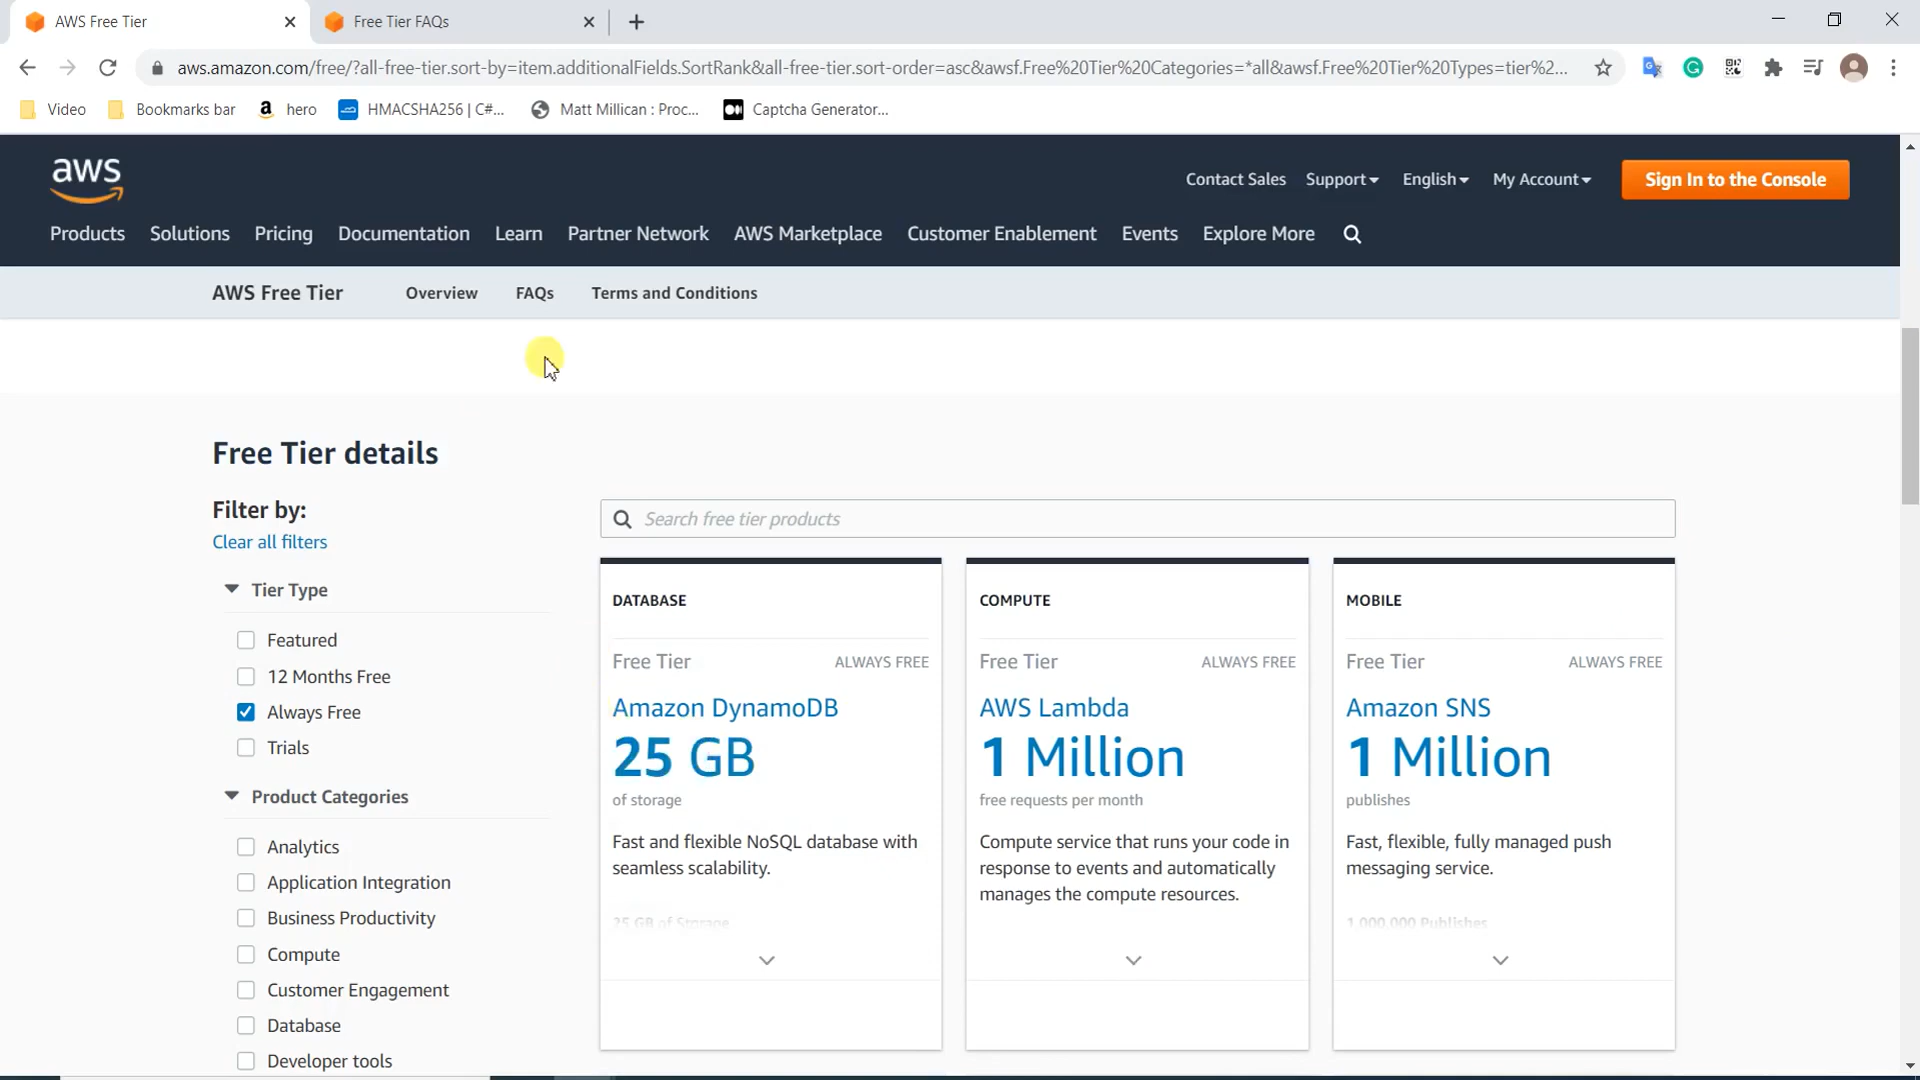 AWS Free Tier
Free Tier FAQs
aws.amazon.com/free/?all-free-tier.sort-by=item.additionalFields.SortRank&all-free-tier.sort-order=asc&awsf.Free%20Tier%20Categories=*all&awsf.Free%20Tier%20Types=tier%2...
Video
Bookmarks bar
hero
HMACSHA256 | C#...
Matt Millican : Proc...
Captcha Generator...
aws
Contact Sales
Support
English
My Account
Sign In to the Console
Products
Solutions
Pricing
Documentation
Learn
Partner Network
AWS Marketplace
Customer Enablement
Events
Explore More
AWS Free Tier
Overview
FAQs
Terms and Conditions
Free Tier details
Filter by:
Clear all filters
Tier Type
Featured
12 Months Free
Always Free
Trials
Product Categories
Analytics
Application Integration
Business Productivity
Compute
Customer Engagement
Database
Developer tools
Search free tier products
DATABASE
Free Tier
ALWAYS FREE
Amazon DynamoDB
25 GB
of storage
Fast and flexible NoSQL database with
seamless scalability.
25 GB of Storage
COMPUTE
Free Tier
ALWAYS FREE
AWS Lambda
1 Million
free requests per month
Compute service that runs your code in
response to events and automatically
manages the compute resources.
MOBILE
Free Tier
ALWAYS FREE
Amazon SNS
1 Million
publishes
Fast, flexible, fully managed push
messaging service.
1,000,000 Publishes